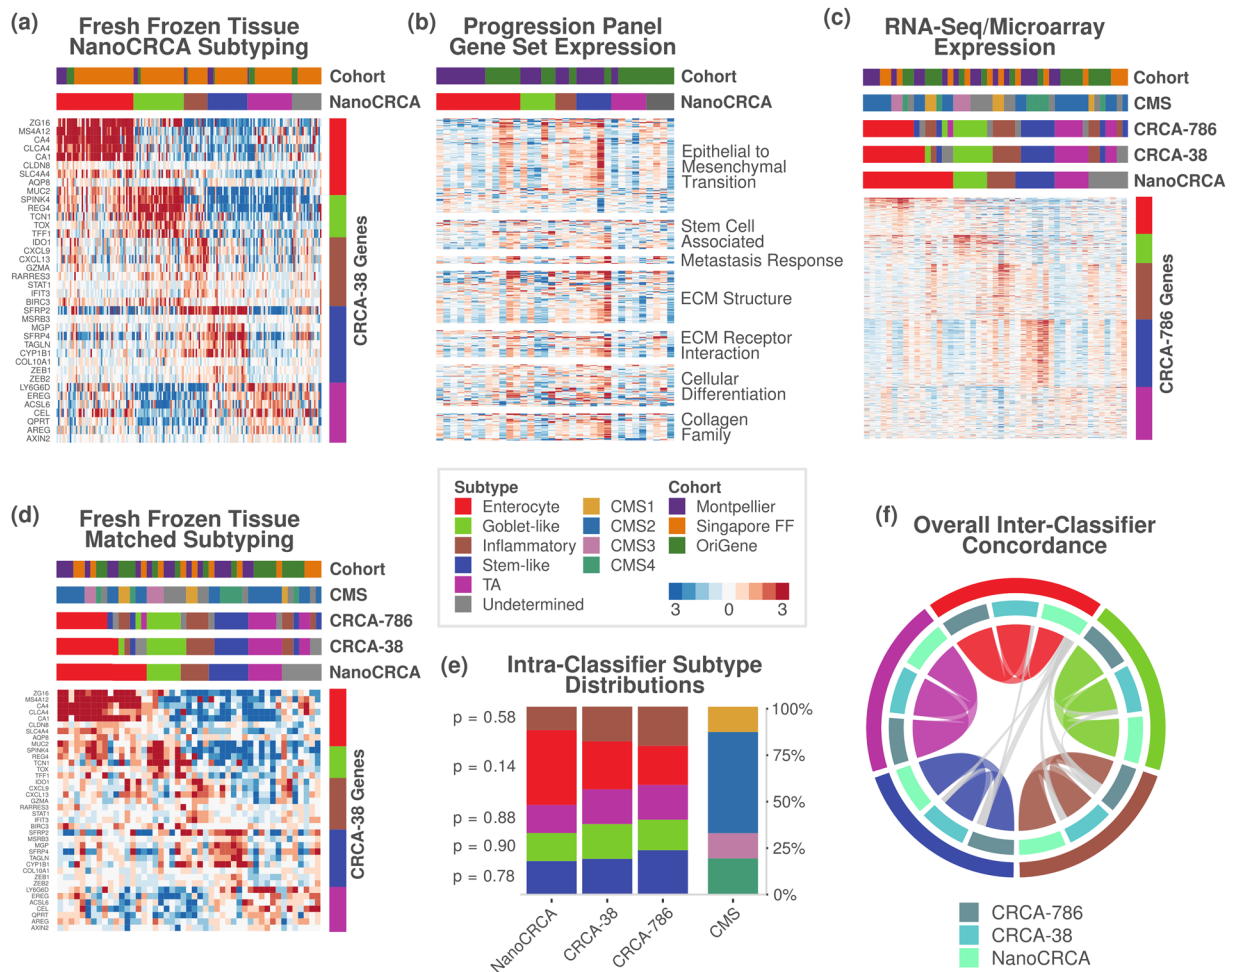 (a)
Fresh Frozen Tissue
NanoCRCA Subtyping
Cohort
NanoCRCA
ZG16
MS4A12
CA4
CLCA4
CA1
CLDN8
SLC4A4
AQP8
MUC2
SPINK4
REG4
TCN1
TOX
TFF1
IDO1
CXCL9
CXCL13
GZMA
RARRES3
STAT1
IFIT3
BIRC3
SFRP2
MSRB3
MGP
SFRP4
TAGLN
CYP1B1
COL10A1
ZEB1
ZEB2
LY6G6D
EREG
ACSL6
CEL
QPRT
AREG
AXIN2
CRCA-38 Genes
(b)
Progression Panel
Gene Set Expression
Cohort
NanoCRCA
Epithelial to
Mesenchymal
Transition
Stem Cell
Associated
Metastasis Response
ECM Structure
ECM Receptor
Interaction
Cellular
Differentiation
Collagen
Family
(c)
RNA-Seq/Microarray
Expression
Cohort
CMS
CRCA-786
CRCA-38
NanoCRCA
CRCA-786 Genes
Subtype
Enterocyte
Goblet-like
Inflammatory
Stem-like
TA
Undetermined
CMS1
CMS2
CMS3
CMS4
Cohort
Montpellier
Singapore FF
OriGene
3 0 3
(d)
Fresh Frozen Tissue
Matched Subtyping
Cohort
CMS
CRCA-786
CRCA-38
NanoCRCA
ZG16
MS4A12
CA4
CLCA4
CA1
CLDN8
SLC4A4
AQP8
MUC2
SPINK4
REG4
TCN1
TOX
TFF1
IDO1
CXCL9
CXCL13
GZMA
RARRES3
STAT1
IFIT3
BIRC3
SFRP2
MSRB3
MGP
SFRP4
TAGLN
CYP1B1
COL10A1
ZEB1
ZEB2
LY6G6D
EREG
ACSL6
CEL
QPRT
AREG
AXIN2
CRCA-38 Genes
(e)
Intra-Classifier Subtype
Distributions
p = 0.58
p = 0.14
p = 0.88
p = 0.90
p = 0.78
100%
75%
50%
25%
0%
NanoCRCA
CRCA-38
CRCA-786
CMS
(f)
Overall Inter-Classifier
Concordance
CRCA-786
CRCA-38
NanoCRCA